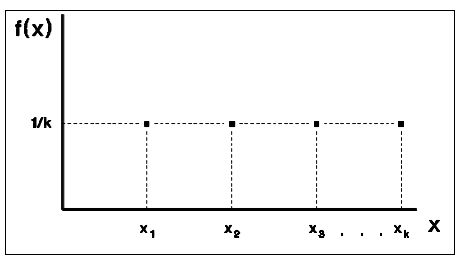 f(x)
1/k
x₁ x₂ x₃ . . . xₖ X